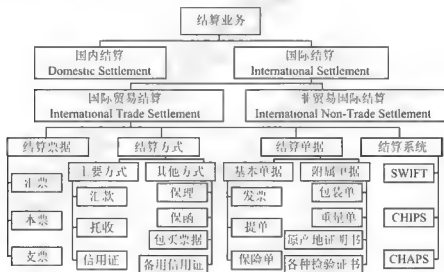 结算业务
国内结算
Domestic Settlement
国际结算
International Settlement
国际贸易结算
International Trade Settlement
非贸易国际结算
International Non-Trade Settlement
结算票据
结算方式
结算单据
结算系统
汇票
本票
支票
主要方式
汇款
托收
信用证
其他方式
保理
保函
包买票据
备用信用证
基本单据
发票
提单
保险单
附属单据
包装单
重量单
原产地证明书
各种检验证书
SWIFT
CHIPS
CHAPS